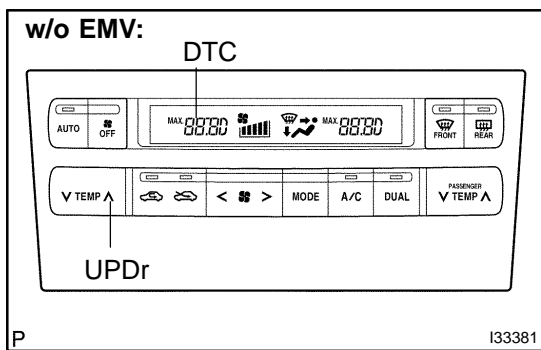 w/o EMV:
DTC
AUTO OFF MAX. 88:80 MAX. 88:80 FRONT REAR
PASSENGER
∨ TEMP ∧ < > MODE A/C DUAL ∨ TEMP ∧
UPDr
P I33381